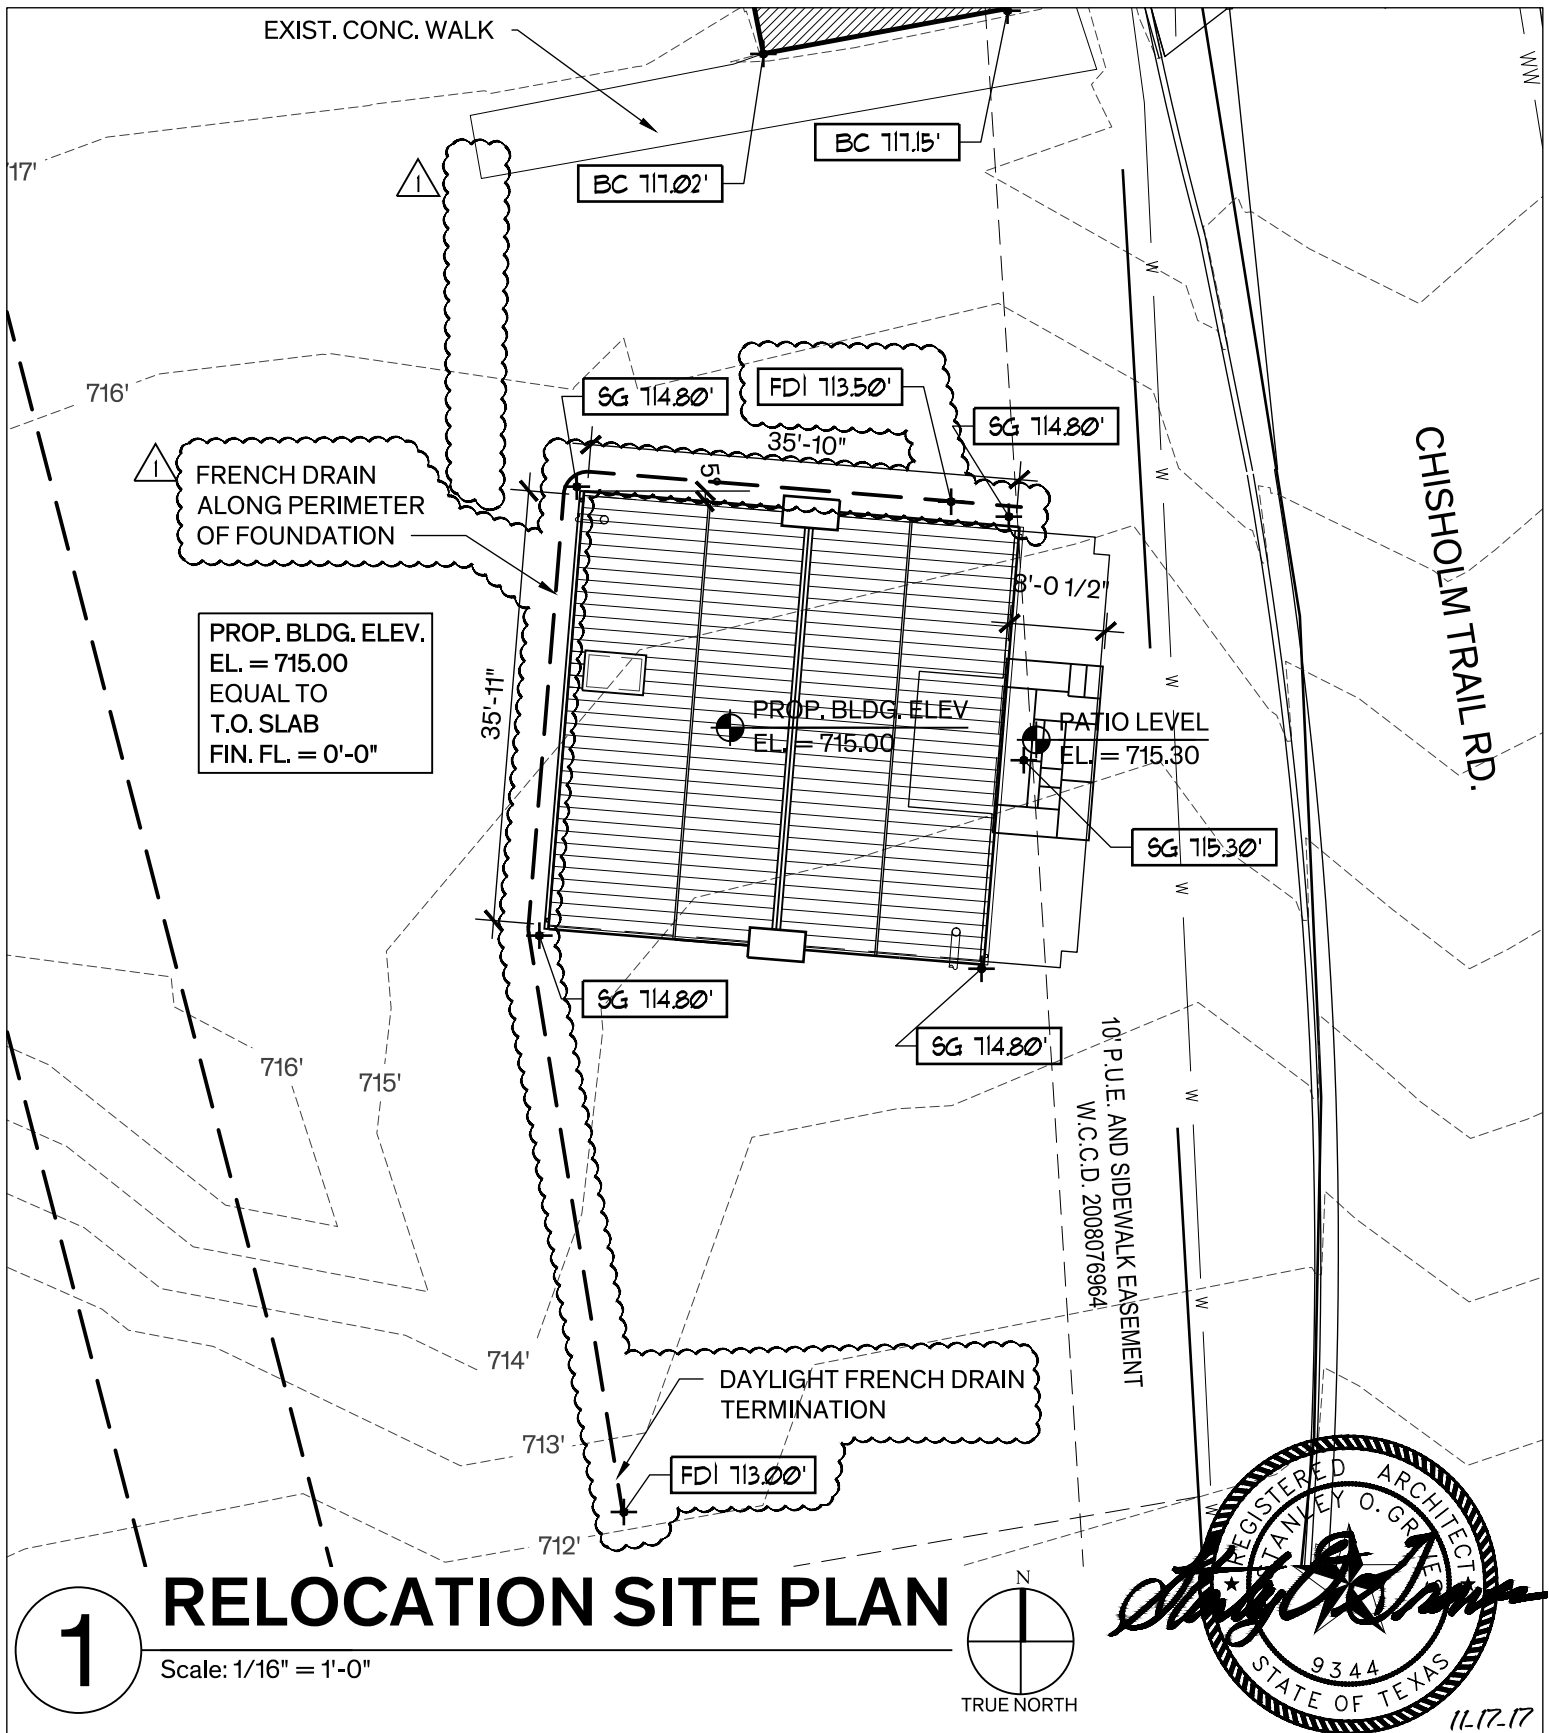 EXIST. CONC. WALK
WW
BC 717.15'
17'
1
BC 717.02'
W
716'
SG 714.80'
FDI 713.50'
SG 714.80'
35'-10"
1
FRENCH DRAIN
ALONG PERIMETER
OF FOUNDATION
5°
W
CHISHOLM TRAIL RD.
8'-0 1/2"
PROP. BLDG. ELEV.
EL. = 715.00
EQUAL TO
T.O. SLAB
FIN. FL. = 0'-0"
35'-11"
W
PROP. BLDG. ELEV
EL. = 715.00
PATIO LEVEL
EL. = 715.30
SG 715.30'
W
SG 714.80'
SG 714.80'
716'
715'
W
10' P.U.E. AND SIDEWALK EASEMENT
W.C.C.D. 2008076964
W
714'
DAYLIGHT FRENCH DRAIN
TERMINATION
713'
FDI 713.00'
W
712'
1
RELOCATION SITE PLAN
Scale: 1/16" = 1'-0"
N
TRUE NORTH
REGISTERED ARCHITECT
STANLEY O.
9344
STATE OF TEXAS
11-17-17